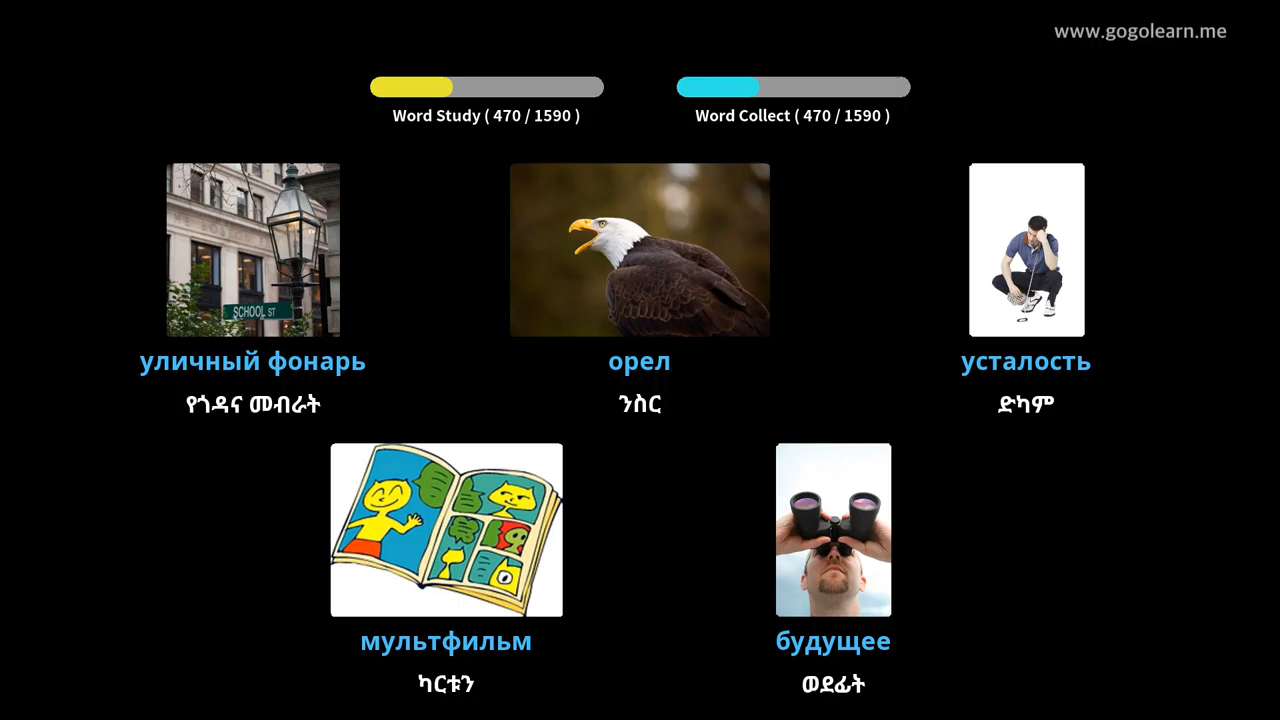 www.gogolearn.me
Word Study ( 470 / 1590 )
Word Collect ( 470 / 1590 )
SCHOOL ST
уличный фонарь
орел
усталость
የጎዳና መብራት
ንስር
ድካም
мультфильм
будущее
ካርቱን
ወደፊት